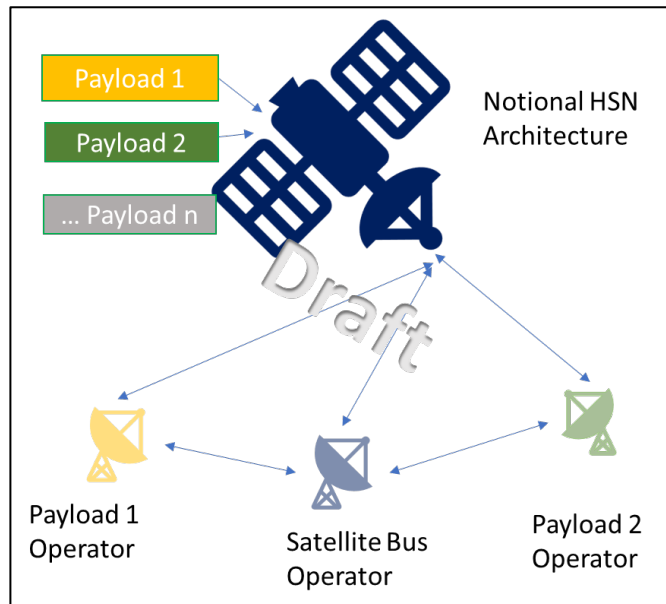 Payload 1
Payload 2
... Payload n
Notional HSN
Architecture
Draft
Payload 1
Operator
Satellite Bus
Operator
Payload 2
Operator